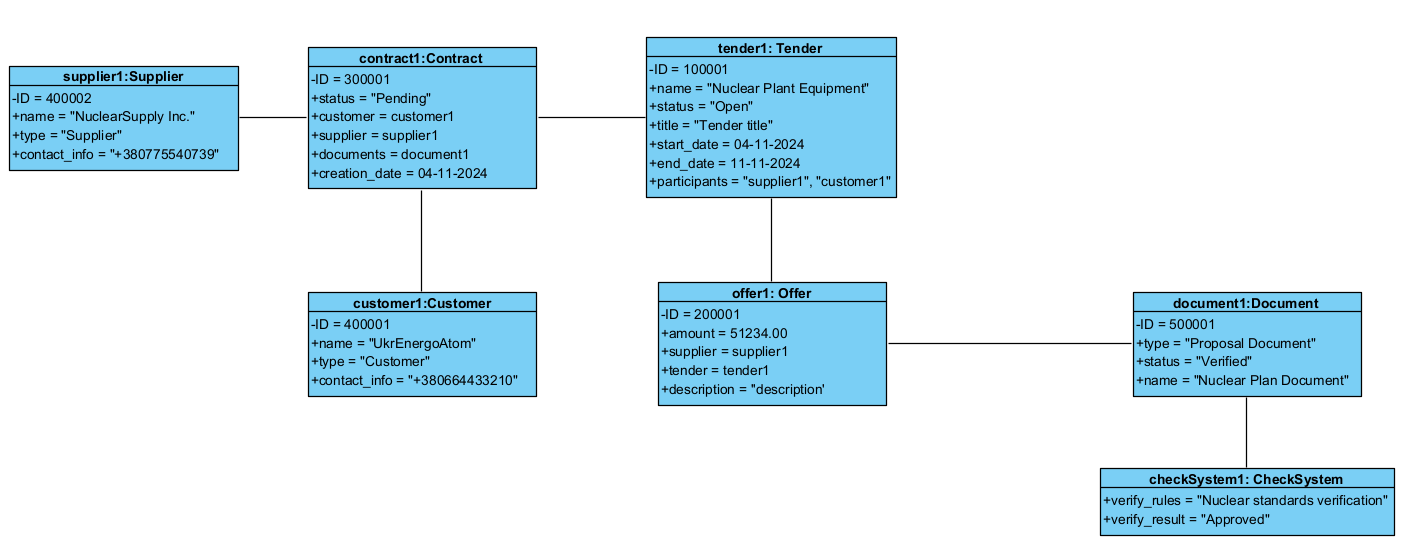 supplier1:Supplier
-ID = 400002
+name = "NuclearSupply Inc."
+type = "Supplier"
+contact_info = "+380775540739"
contract1:Contract
-ID = 300001
+status = "Pending"
+customer = customer1
+supplier = supplier1
+documents = document1
+creation_date = 04-11-2024
tender1: Tender
-ID = 100001
+name = "Nuclear Plant Equipment"
+status = "Open"
+title = "Tender title"
+start_date = 04-11-2024
+end_date = 11-11-2024
+participants = "supplier1", "customer1"
customer1:Customer
-ID = 400001
+name = "UkrEnergoAtom"
+type = "Customer"
+contact_info = "+380664433210"
offer1: Offer
-ID = 200001
+amount = 51234.00
+supplier = supplier1
+tender = tender1
+description = "description'
document1:Document
-ID = 500001
+type = "Proposal Document"
+status = "Verified"
+name = "Nuclear Plan Document"
checkSystem1: CheckSystem
+verify_rules = "Nuclear standards verification"
+verify_result = "Approved"